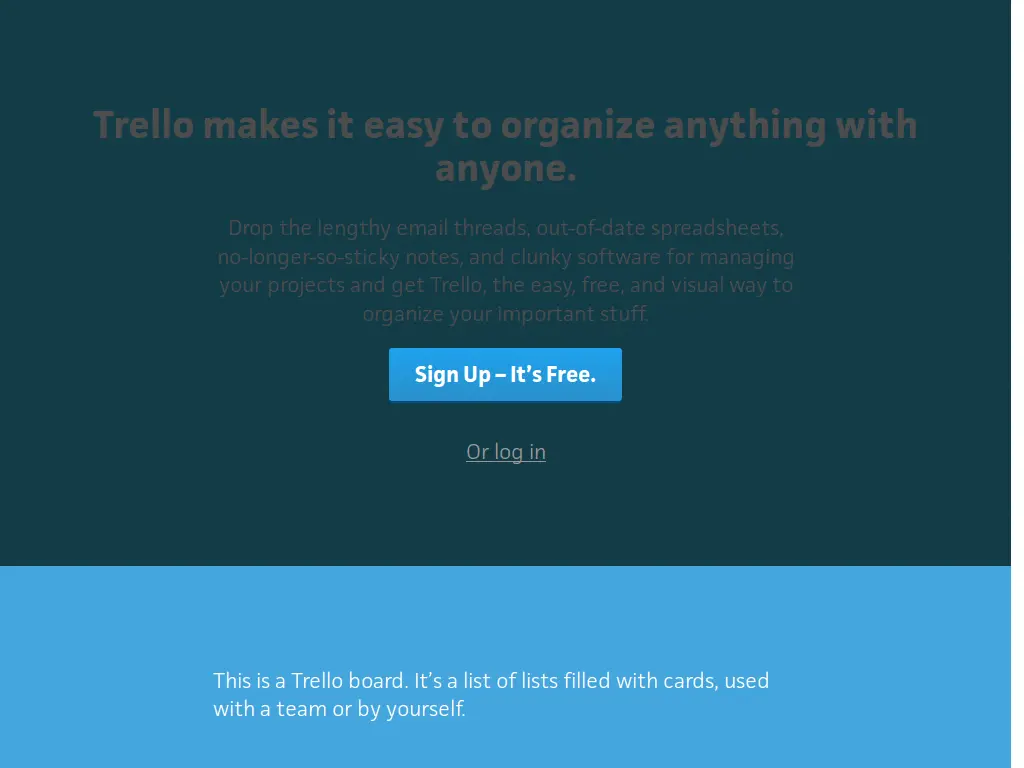 Trello makes it easy to organize anything with
anyone.
Drop the lengthy email threads, out-of-date spreadsheets,
no-longer-so-sticky notes, and clunky software for managing
your projects and get Trello, the easy, free, and visual way to
organize your important stuff.
Sign Up – It’s Free.
Or log in
This is a Trello board. It’s a list of lists filled with cards, used
with a team or by yourself.